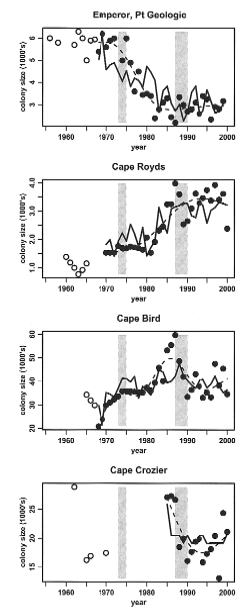 Emperor, Pt Geologie
colony size (1000's)
6
5
4
3
1960 1970 1980 1990 2000
year
Cape Royds
colony size (1000's)
4.0
3.0
2.0
1.0
1960 1970 1980 1990 2000
year
Cape Bird
colony size (1000's)
60
50
40
30
20
1960 1970 1980 1990 2000
year
Cape Crozier
colony size (1000's)
25
20
15
1960 1970 1980 1990 2000
year